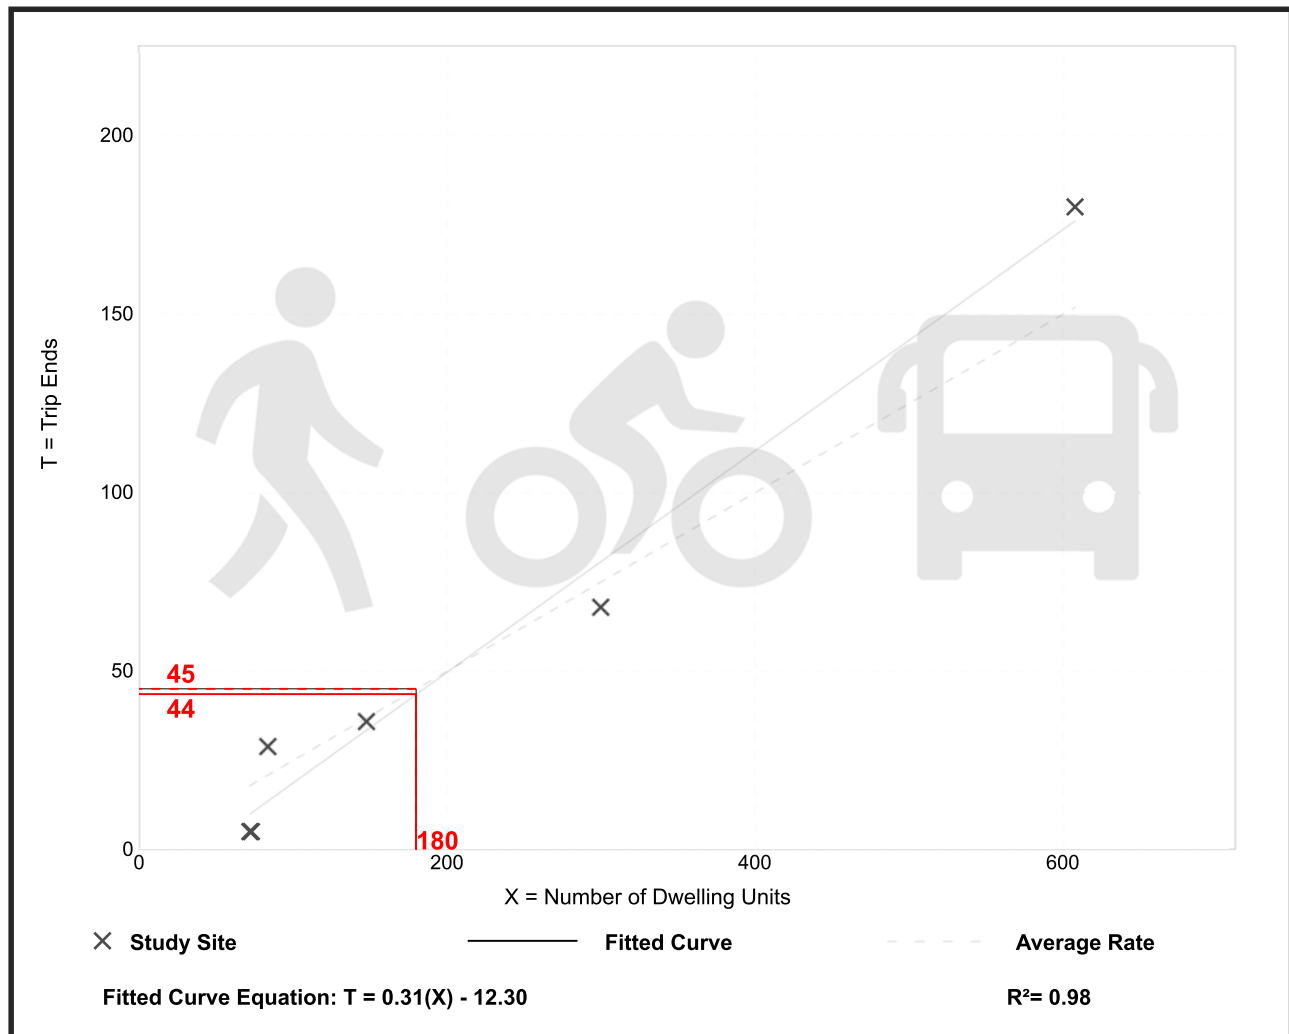 200
150
100
50
0
T = Trip Ends
45
44
180
0
200
400
600
X = Number of Dwelling Units
Study Site
Fitted Curve
Average Rate
Fitted Curve Equation: T = 0.31(X) - 12.30
R²= 0.98